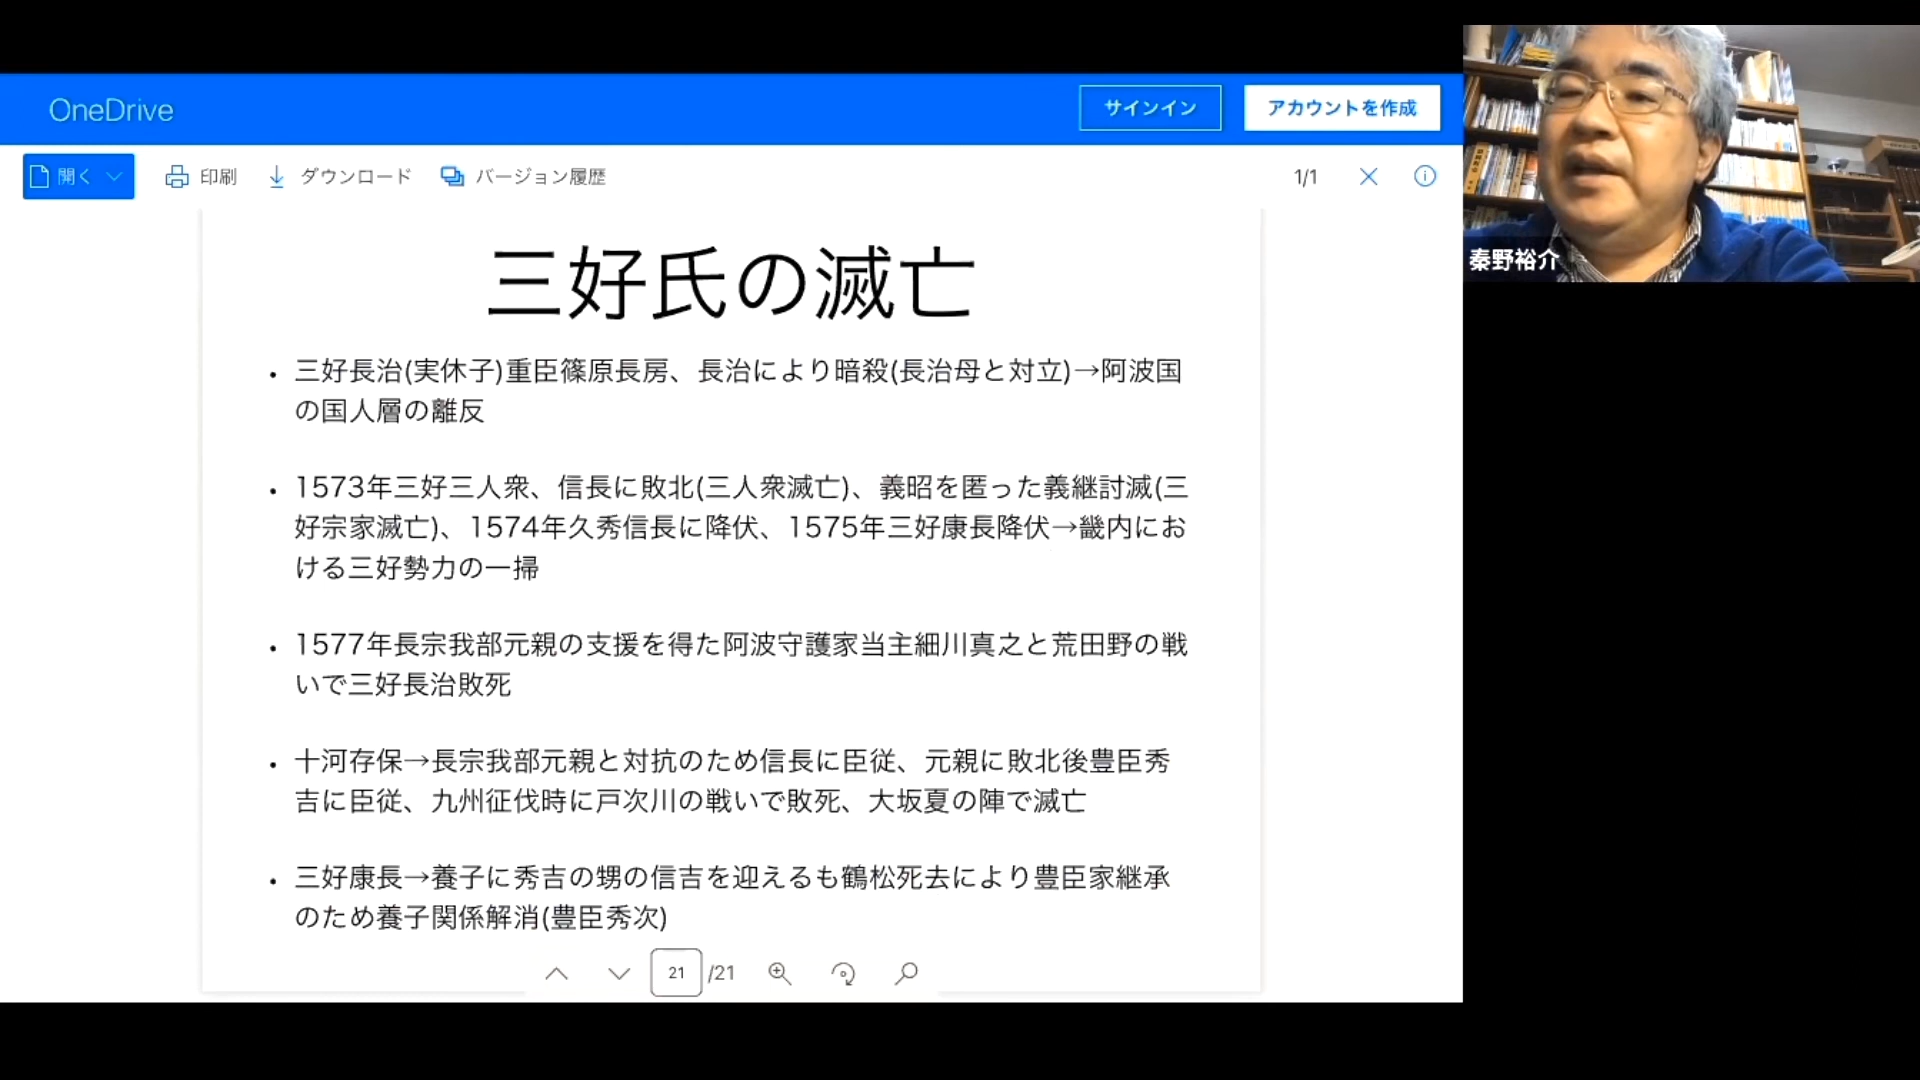 OneDrive
サインイン
アカウントを作成
開く
印刷
ダウンロード
バージョン履歴
1/1
三好氏の滅亡
• 三好長治(実休子)重臣篠原長房、長治により暗殺(長治母と対立)→阿波国
の国人層の離反
• 1573年三好三人衆、信長に敗北(三人衆滅亡)、義昭を匿った義継討滅(三
好宗家滅亡)、1574年久秀信長に降伏、1575年三好康長降伏→畿内にお
ける三好勢力の一掃
• 1577年長宗我部元親の支援を得た阿波守護家当主細川真之と荒田野の戦
いで三好長治敗死
• 十河存保→長宗我部元親と対抗のため信長に臣従、元親に敗北後豊臣秀
吉に臣従、九州征伐時に戸次川の戦いで敗死、大坂夏の陣で滅亡
• 三好康長→養子に秀吉の甥の信吉を迎えるも鶴松死去により豊臣家継承
のため養子関係解消(豊臣秀次)
21 /21
秦野裕介